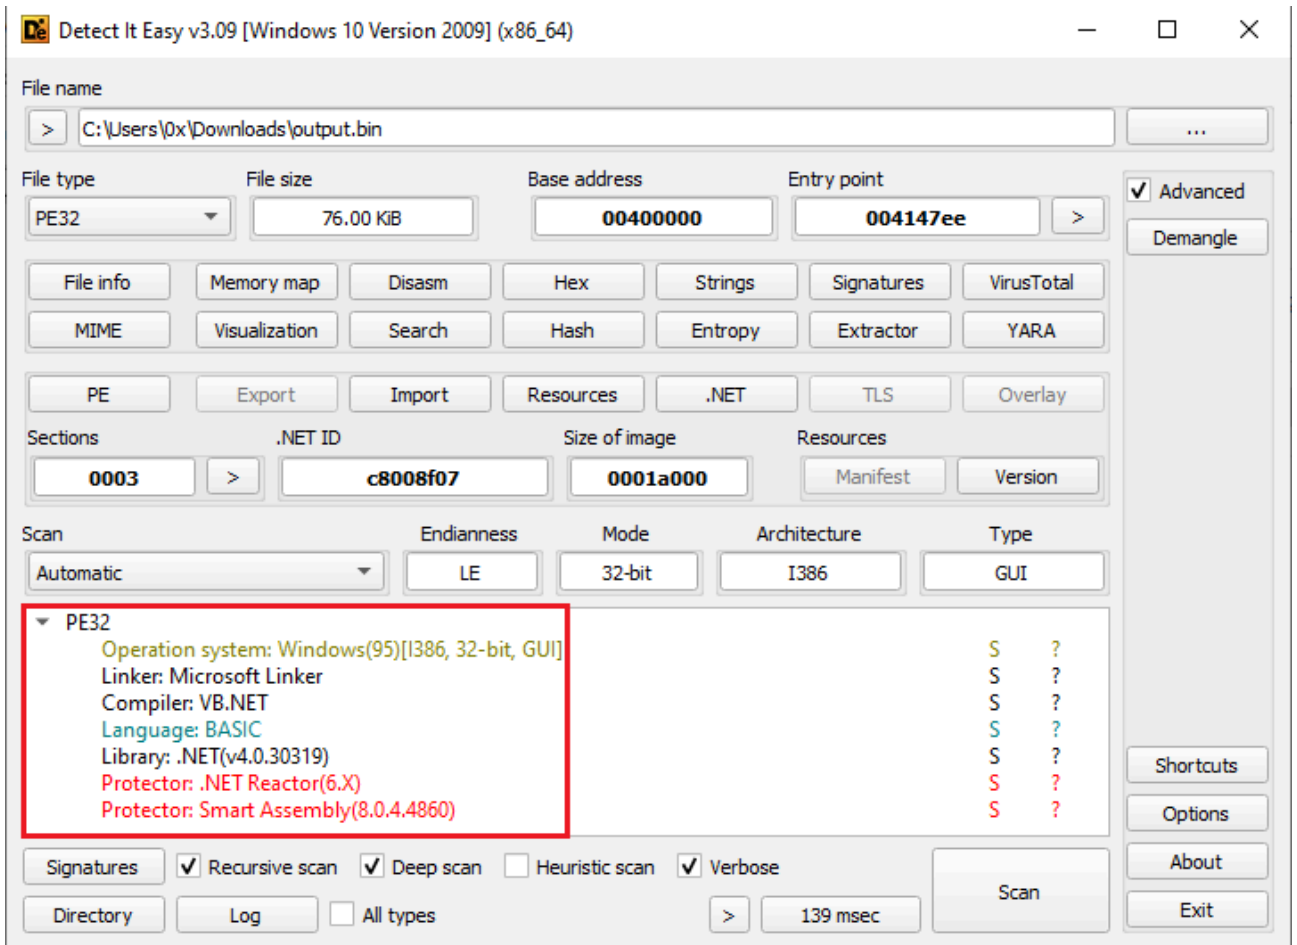 Detect It Easy v3.09 [Windows 10 Version 2009] (x86_64)
File name
> C:\Users\0x\Downloads\output.bin ...
File type File size Base address Entry point
PE32 76.00 KiB 00400000 004147ee >
Advanced
Demangle
File info Memory map Disasm Hex Strings Signatures VirusTotal
MIME Visualization Search Hash Entropy Extractor YARA
PE Export Import Resources .NET TLS Overlay
Sections .NET ID Size of image Resources
0003 > c8008f07 0001a000 Manifest Version
Scan Endianness Mode Architecture Type
Automatic LE 32-bit I386 GUI
PE32
Operation system: Windows(95)[I386, 32-bit, GUI] S ?
Linker: Microsoft Linker S ?
Compiler: VB.NET S ?
Language: BASIC S ?
Library: .NET(v4.0.30319) S ?
Protector: .NET Reactor(6.X) S ?
Protector: Smart Assembly(8.0.4.4860) S ?
Shortcuts
Options
About
Exit
Signatures Recursive scan Deep scan Heuristic scan Verbose
Directory Log All types > 139 msec
Scan